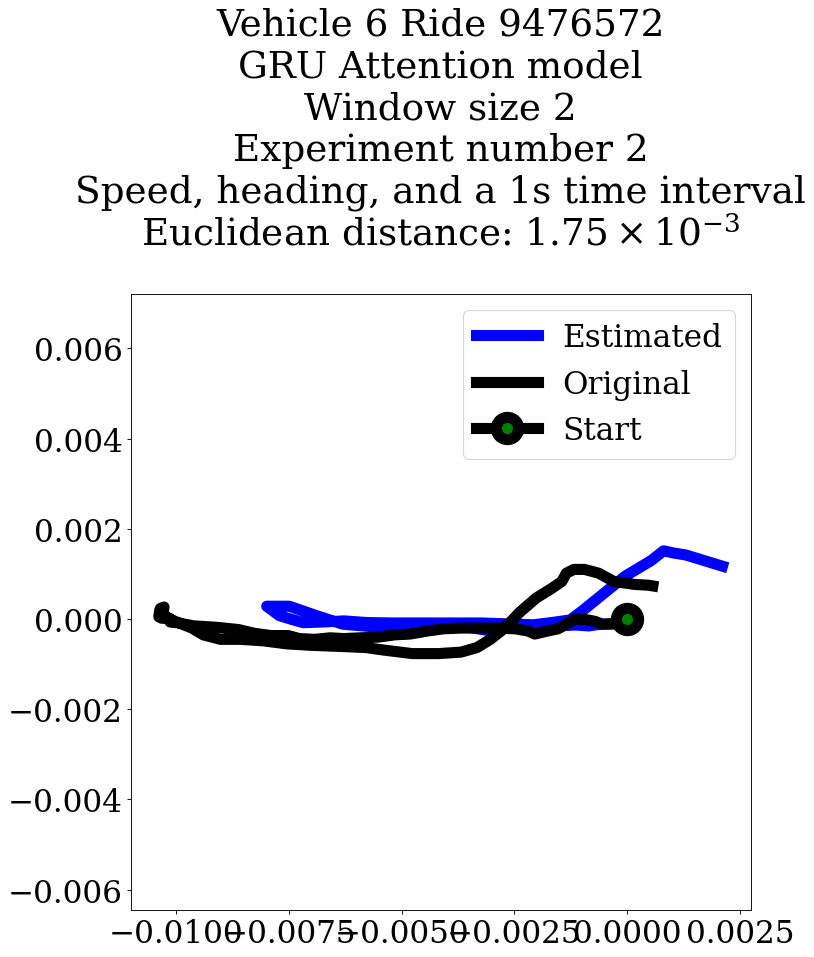 Vehicle 6 Ride 9476572
GRU Attention model
Window size 2
Experiment number 2
Speed, heading, and a 1s time interval
Euclidean distance: 1.75 × 10⁻³
Estimated
Original
Start
0.006
0.004
0.002
0.000
−0.002
−0.004
−0.006
−0.0100 −0.0075 −0.0050 −0.0025 0.0000 0.0025